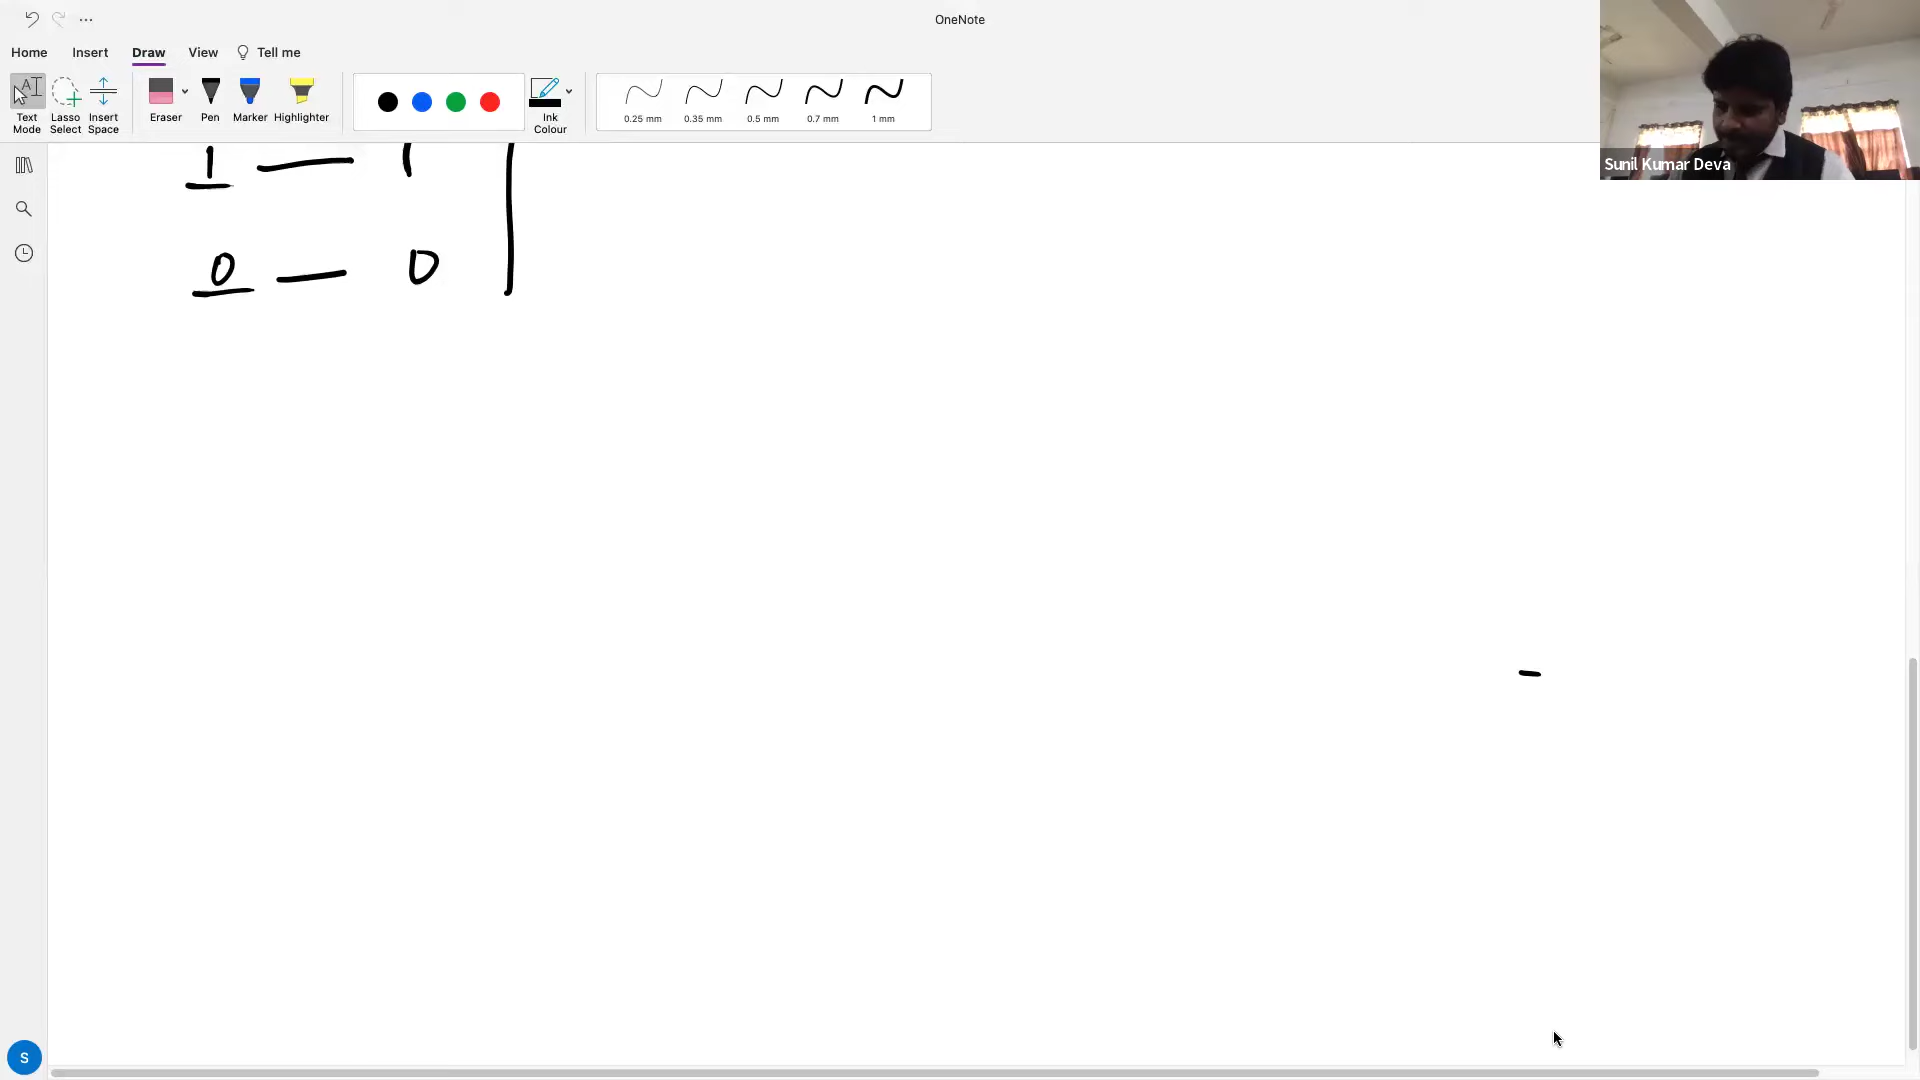 OneNote
Home Insert Draw View Tell me
Text Mode
Lasso Select
Insert Space
Eraser
Pen
Marker
Highlighter
Ink Colour
0.25 mm 0.35 mm 0.5 mm 0.7 mm 1 mm
Sunil Kumar Deva
1 — 1
0 — 0
S